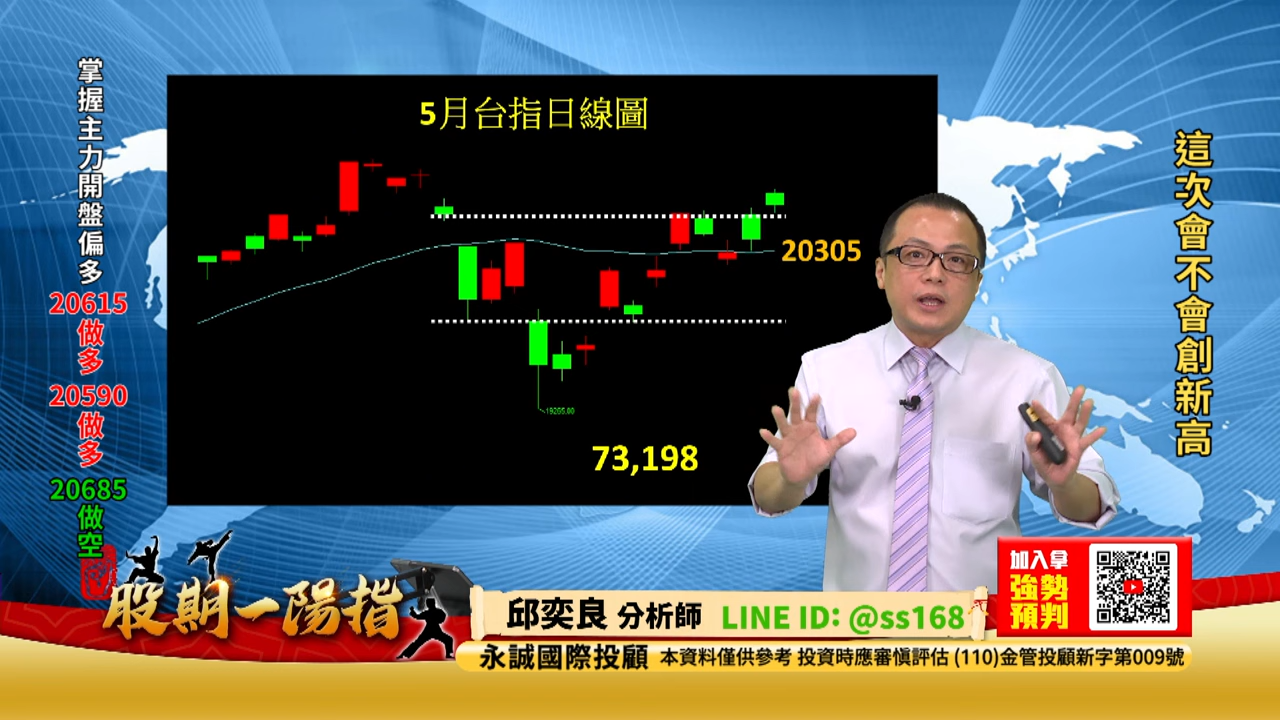 掌握主力開盤偏多
20615
做多
20590
做多
20685
做空
5月台指日線圖
20305
19255.00
73,198
這次會不會創新高
股期一陽指
邱奕良 分析師 LINE ID: @ss168
加入拿
強勢
預判
永誠國際投顧 本資料僅供參考 投資時應審慎評估 (110)金管投顧新字第009號